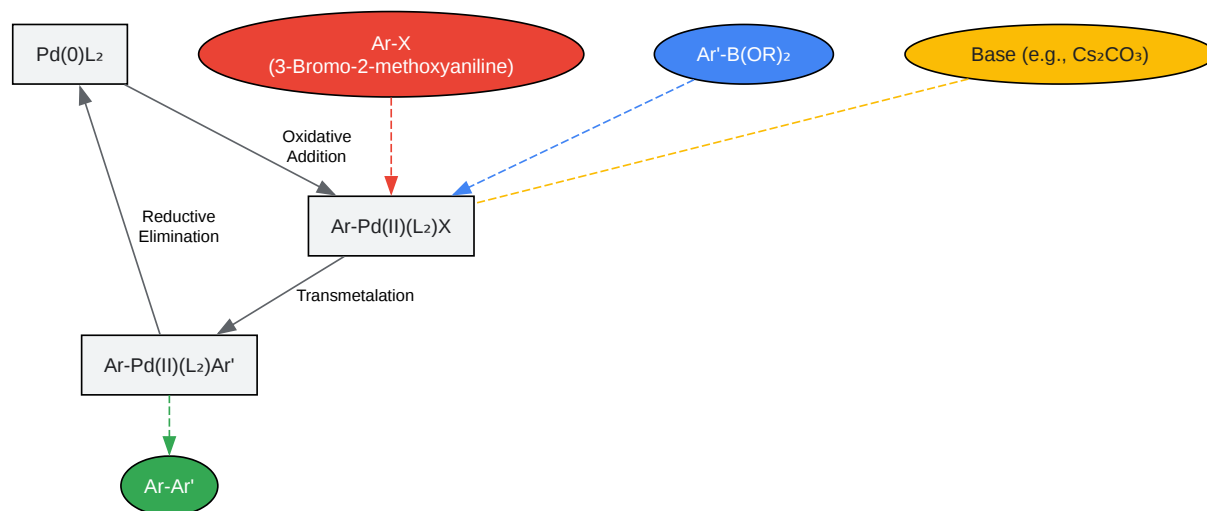 Pd(0)L₂
Ar-X
(3-Bromo-2-methoxyaniline)
Ar'-B(OR)₂
Base (e.g., Cs₂CO₃)
Oxidative
Addition
Ar-Pd(II)(L₂)X
Reductive
Elimination
Transmetalation
Ar-Pd(II)(L₂)Ar'
Ar-Ar'